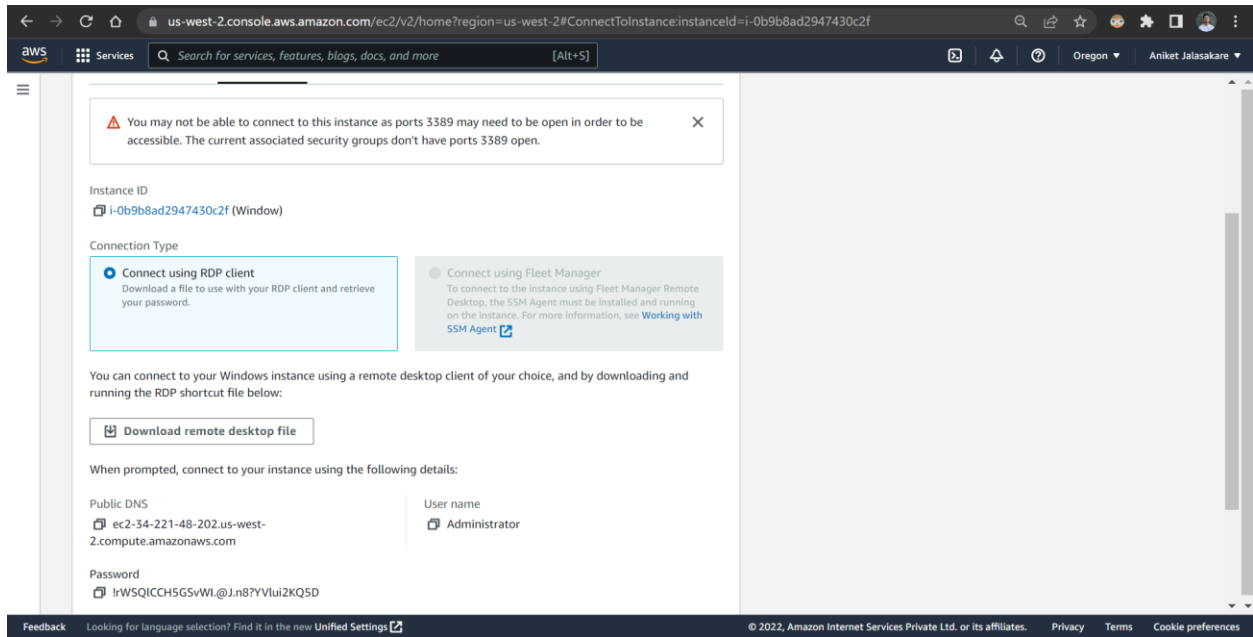 us-west-2.console.aws.amazon.com/ec2/v2/home?region=us-west-2#ConnectToInstance:instanceId=i-0b9b8ad2947430c2f
aws Services Search for services, features, blogs, docs, and more [Alt+S] Oregon Aniket Jalasakare
You may not be able to connect to this instance as ports 3389 may need to be open in order to be
accessible. The current associated security groups don't have ports 3389 open.
Instance ID
i-0b9b8ad2947430c2f (Window)
Connection Type
Connect using RDP client
Download a file to use with your RDP client and retrieve
your password.
Connect using Fleet Manager
To connect to the instance using Fleet Manager Remote
Desktop, the SSM Agent must be installed and running
on the instance. For more information, see Working with
SSM Agent
You can connect to your Windows instance using a remote desktop client of your choice, and by downloading and
running the RDP shortcut file below:
Download remote desktop file
When prompted, connect to your instance using the following details:
Public DNS
ec2-34-221-48-202.us-west-
2.compute.amazonaws.com
User name
Administrator
Password
Feedback Looking for language selection? Find it in the new Unified Settings © 2022, Amazon Internet Services Private Ltd. or its affiliates. Privacy Terms Cookie preferences